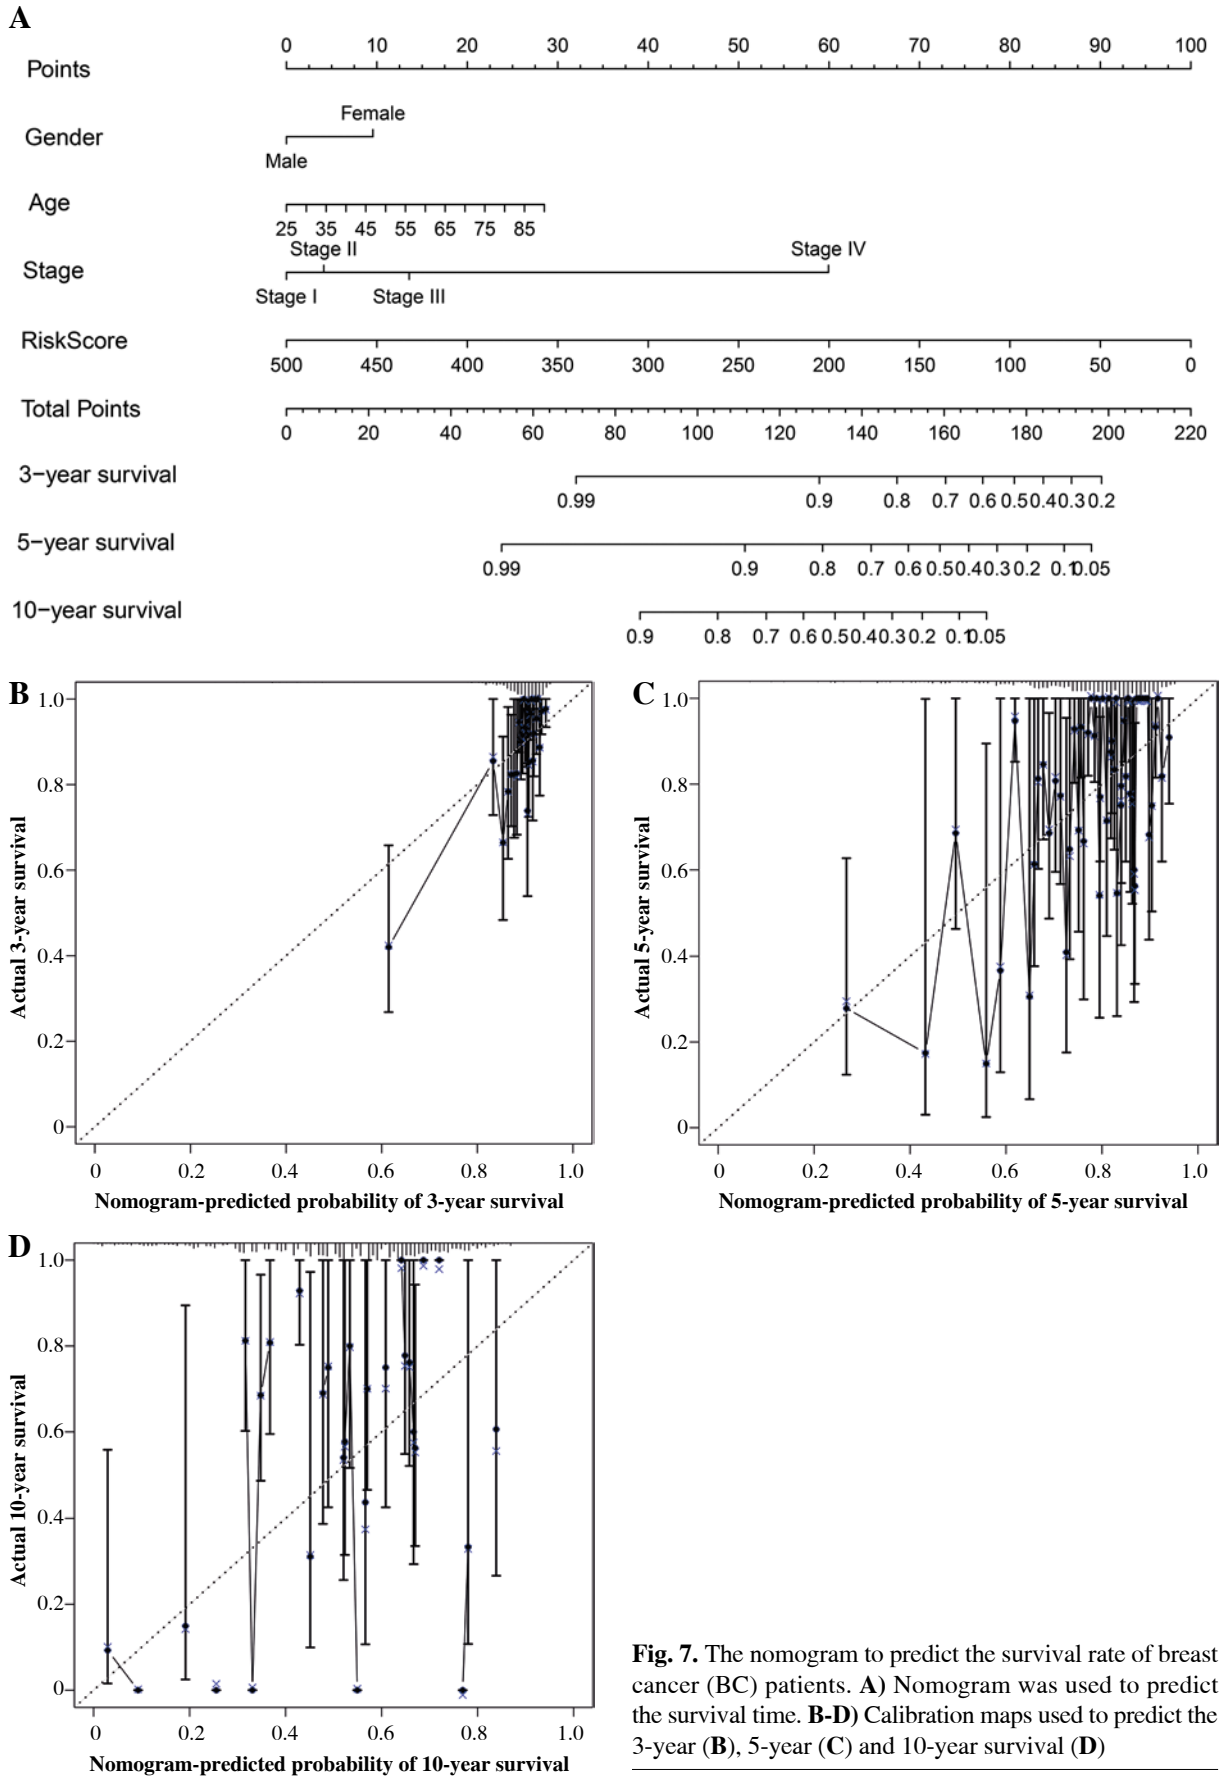 A
0 10 20 30 40 50 60 70 80 90 100
Points
Female
Gender
Male
Age
25 35 45 55 65 75 85
Stage II Stage IV
Stage
Stage I Stage III
RiskScore
500 450 400 350 300 250 200 150 100 50 0
Total Points
0 20 40 60 80 100 120 140 160 180 200 220
3−year survival
0.99 0.9 0.8 0.7 0.6 0.5 0.4 0.3 0.2
5−year survival
0.99 0.9 0.8 0.7 0.6 0.5 0.4 0.3 0.2 0.1 0.05
10−year survival
0.9 0.8 0.7 0.6 0.5 0.4 0.3 0.2 0.1 0.05
B
1.0
0.8
0.6
0.4
0.2
0
Actual 3-year survival
0 0.2 0.4 0.6 0.8 1.0
Nomogram-predicted probability of 3-year survival
C
1.0
0.8
0.6
0.4
0.2
0
Actual 5-year survival
0 0.2 0.4 0.6 0.8 1.0
Nomogram-predicted probability of 5-year survival
D
1.0
0.8
0.6
0.4
0.2
0
Actual 10-year survival
0 0.2 0.4 0.6 0.8 1.0
Nomogram-predicted probability of 10-year survival
Fig. 7. The nomogram to predict the survival rate of breast
cancer (BC) patients. A) Nomogram was used to predict
the survival time. B-D) Calibration maps used to predict the
3-year (B), 5-year (C) and 10-year survival (D)